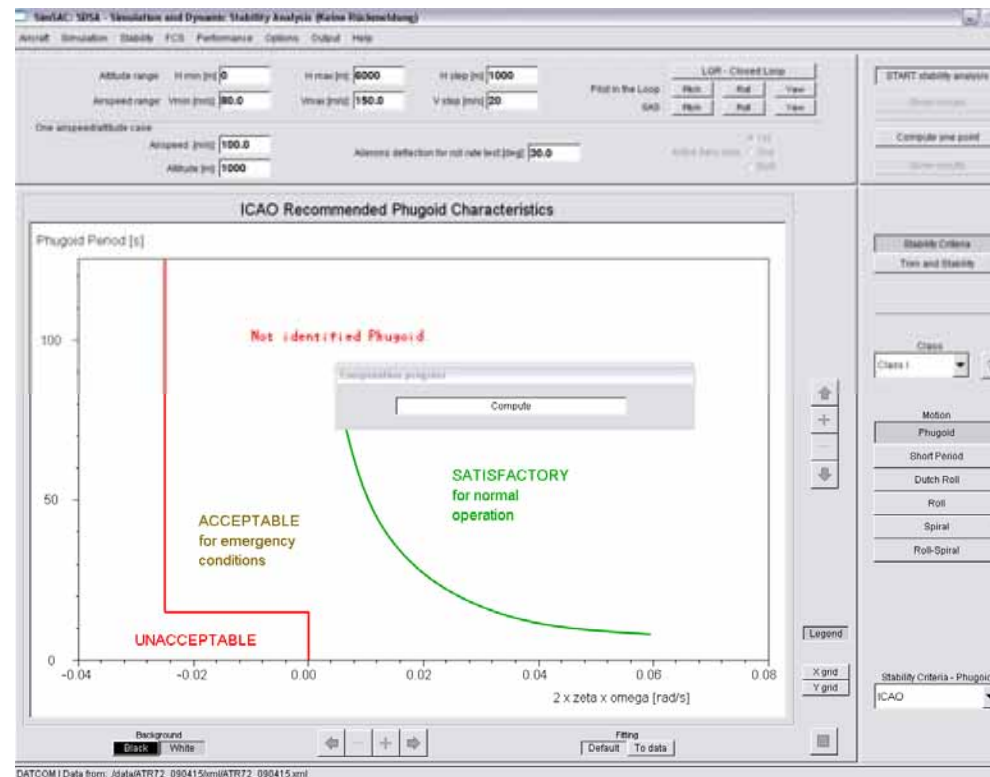 SimSAC: SDSA - Simulation and Dynamic Stability Analysis (Keine Rückmeldung)
Aircraft Simulation Stability FCS Performance Options Output Help
Altitude range H min [m] 0 H max [m] 6000 H step [m] 1000
LQR - Closed Loop
START stability analysis
Pilot in the Loop Pitch Roll Yaw
Airspeed range Vmin [m/s] 80.0 Vmax [m/s] 150.0 V step [m/s] 20
SAS Pitch Roll Yaw
One airspeed/altitude case
Airspeed [m/s] 100.0
Ailerons deflection for roll rate test [deg] 30.0
Altitude [m] 1000
Compute one point
ICAO Recommended Phugoid Characteristics
Phugoid Period [s]
Stability Criteria
Trim and Stability
Not identified Phugoid
100
Computation progress
Compute
Class
Class I
Motion
Phugoid
Short Period
Dutch Roll
Roll
Spiral
Roll-Spiral
SATISFACTORY
for normal
operation
50
ACCEPTABLE
for emergency
conditions
UNACCEPTABLE
0
-0.04 -0.02 0.00 0.02 0.04 0.06 0.08
2 x zeta x omega [rad/s]
Legend
X grid
Y grid
Stability Criteria - Phugoid
ICAO
Background
Black White
- +
Fitting
Default To data
DATCOM | Data from: /data/ATR72_090415/xml/ATR72_090415.xml